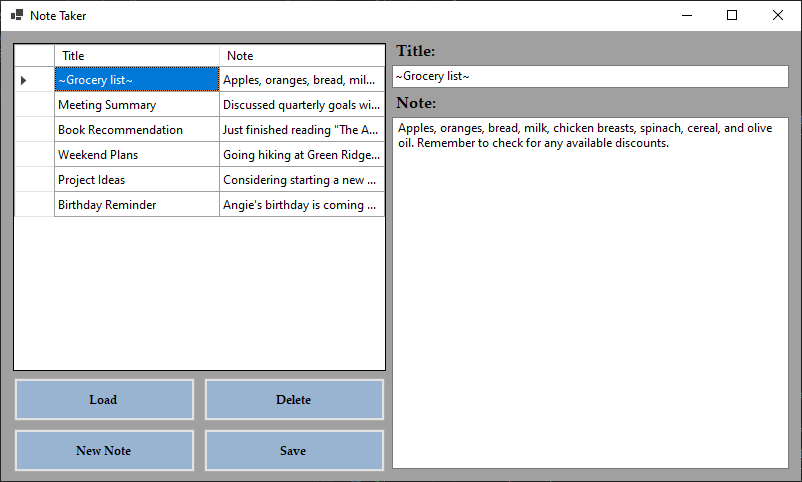 Note Taker
Title Note
~Grocery list~ Apples, oranges, bread, mil...
Meeting Summary Discussed quarterly goals wi...
Book Recommendation Just finished reading "The A...
Weekend Plans Going hiking at Green Ridge...
Project Ideas Considering starting a new ...
Birthday Reminder Angie's birthday is coming ...
Load Delete
New Note Save
Title:
~Grocery list~
Note:
Apples, oranges, bread, milk, chicken breasts, spinach, cereal, and olive
oil. Remember to check for any available discounts.